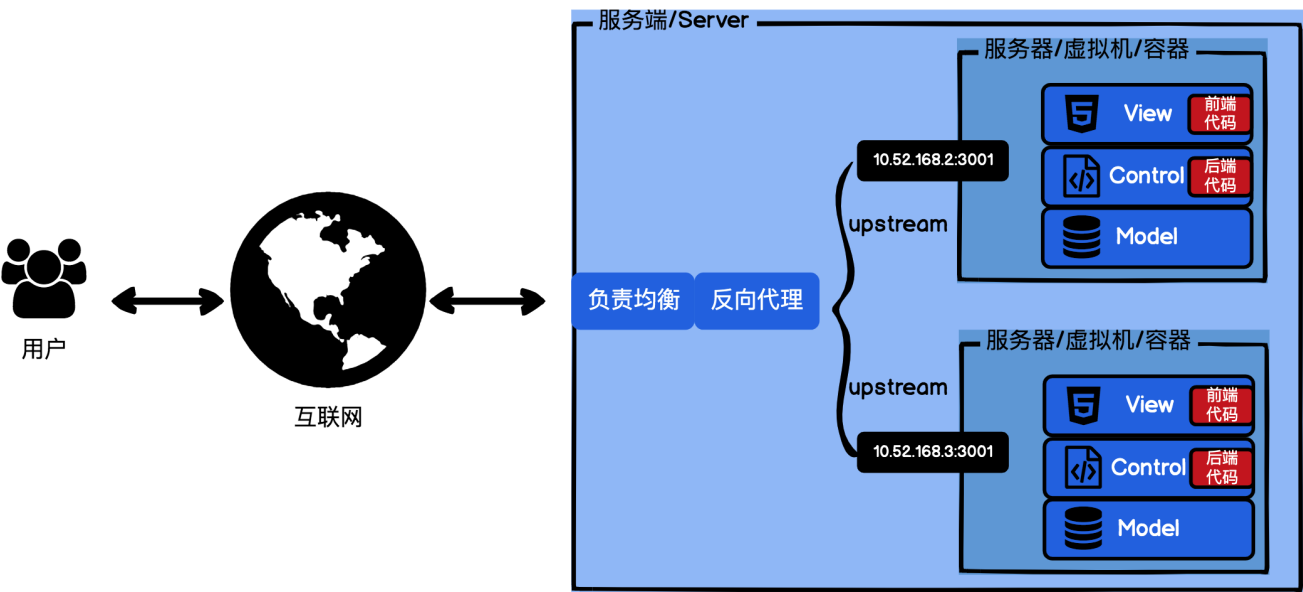 服务端/Server
服务器/虚拟机/容器
View
前端
代码
10.52.168.2:3001
Control
后端
代码
upstream
Model
负责均衡
反向代理
用户
互联网
服务器/虚拟机/容器
upstream
View
前端
代码
10.52.168.3:3001
Control
后端
代码
Model